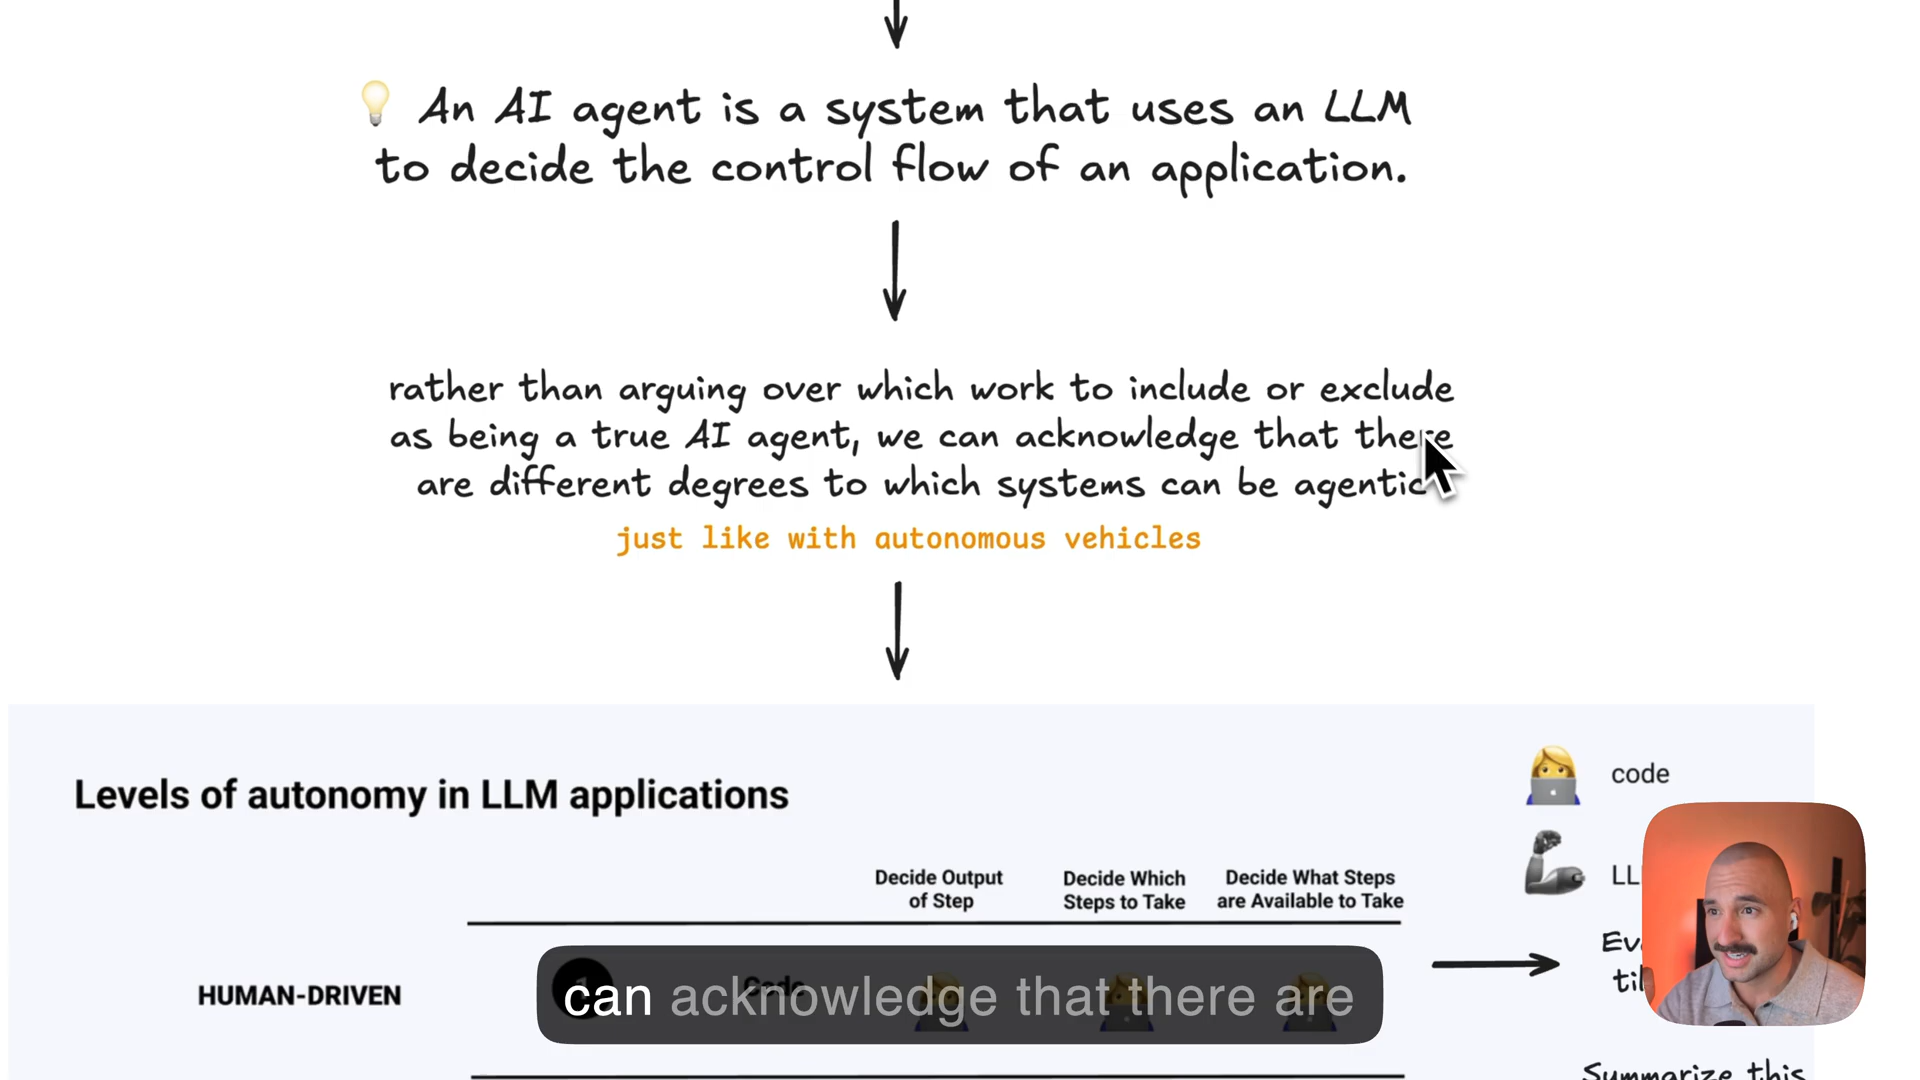 An AI agent is a system that uses an LLM
to decide the control flow of an application.
rather than arguing over which work to include or exclude
as being a true AI agent, we can acknowledge that there
are different degrees to which systems can be agentic
just like with autonomous vehicles
Levels of autonomy in LLM applications
code
Decide Output
of Step
Decide Which
Steps to Take
Decide What Steps
are Available to Take
HUMAN-DRIVEN
Code
can acknowledge that there are
Summarize this